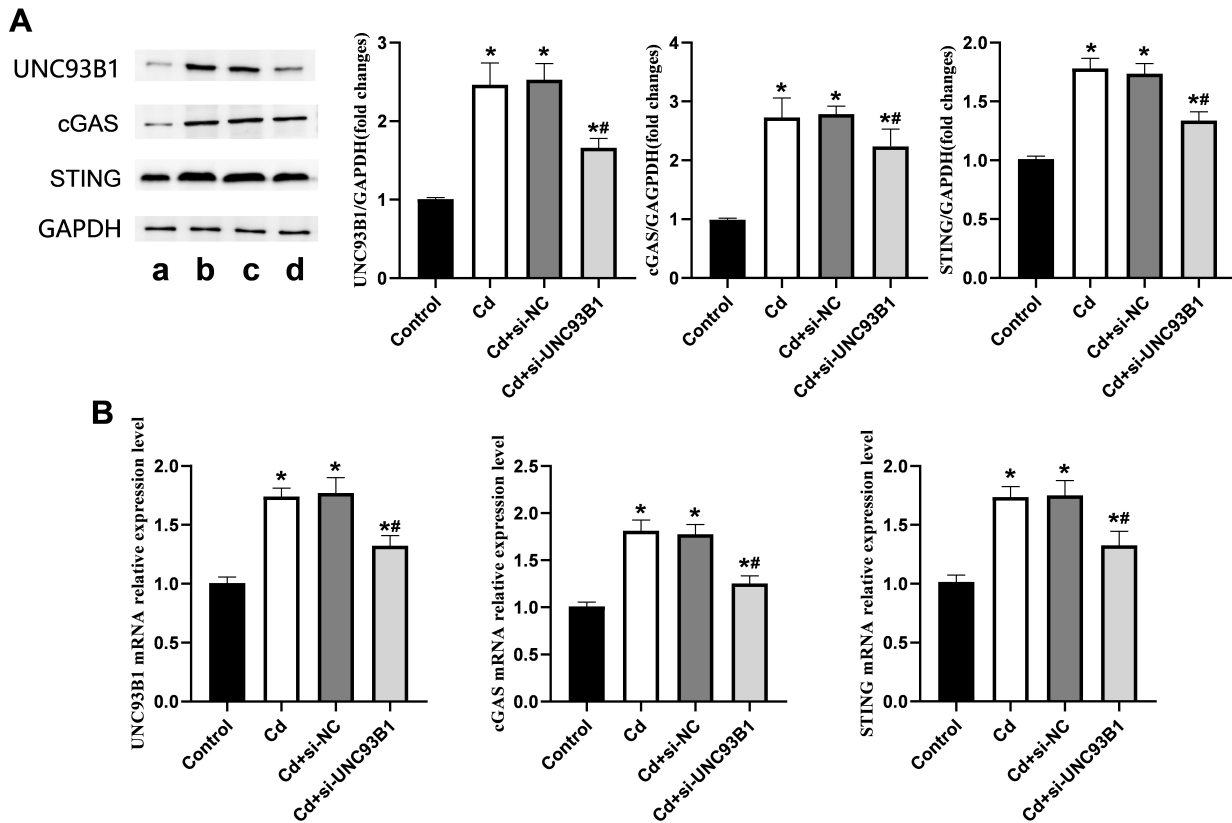 A
UNC93B1
cGAS
STING
GAPDH
a b c d
UNC93B1/GAPDH(fold changes)
3
2
1
0
* * *#
Control
Cd
Cd+si-NC
Cd+si-UNC93B1
cGAS/GAGPDH(fold changes)
4
3
2
1
0
* * *#
Control
Cd
Cd+si-NC
Cd+si-UNC93B1
STING/GAPDH(fold changes)
2.0
1.5
1.0
0.5
0.0
* * *#
Control
Cd
Cd+si-NC
Cd+si-UNC93B1
B
UNC93B1 mRNA relative expression level
2.0
1.5
1.0
0.5
0.0
* * *#
Control
Cd
Cd+si-NC
Cd+si-UNC93B1
cGAS mRNA relative expression level
2.5
2.0
1.5
1.0
0.5
0.0
* * *#
Control
Cd
Cd+si-NC
Cd+si-UNC93B1
STING mRNA relative expression level
2.0
1.5
1.0
0.5
0.0
* * *#
Control
Cd
Cd+si-NC
Cd+si-UNC93B1